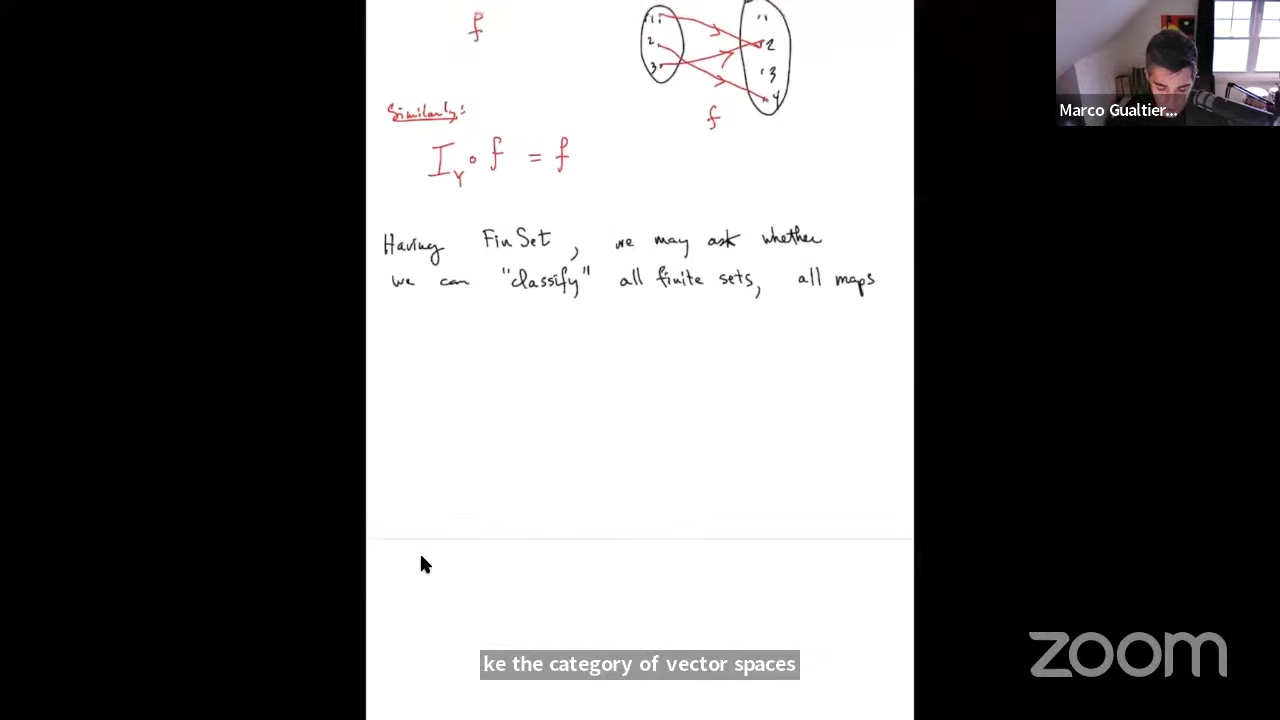 f
1
2
3
1
2
3
4
f
Similarly:
I_Y ∘ f = f
Having FinSet, we may ask whether
we can "classify" all finite sets, all maps
Marco Gualtier...
ke the category of vector spaces
zoom